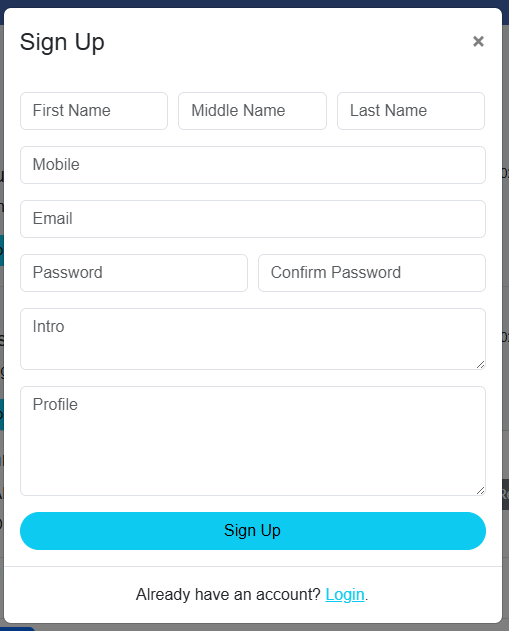 Sign Up ×
First Name Middle Name Last Name
Mobile
Email
Password Confirm Password
Intro
Profile
Sign Up
Already have an account? Login.